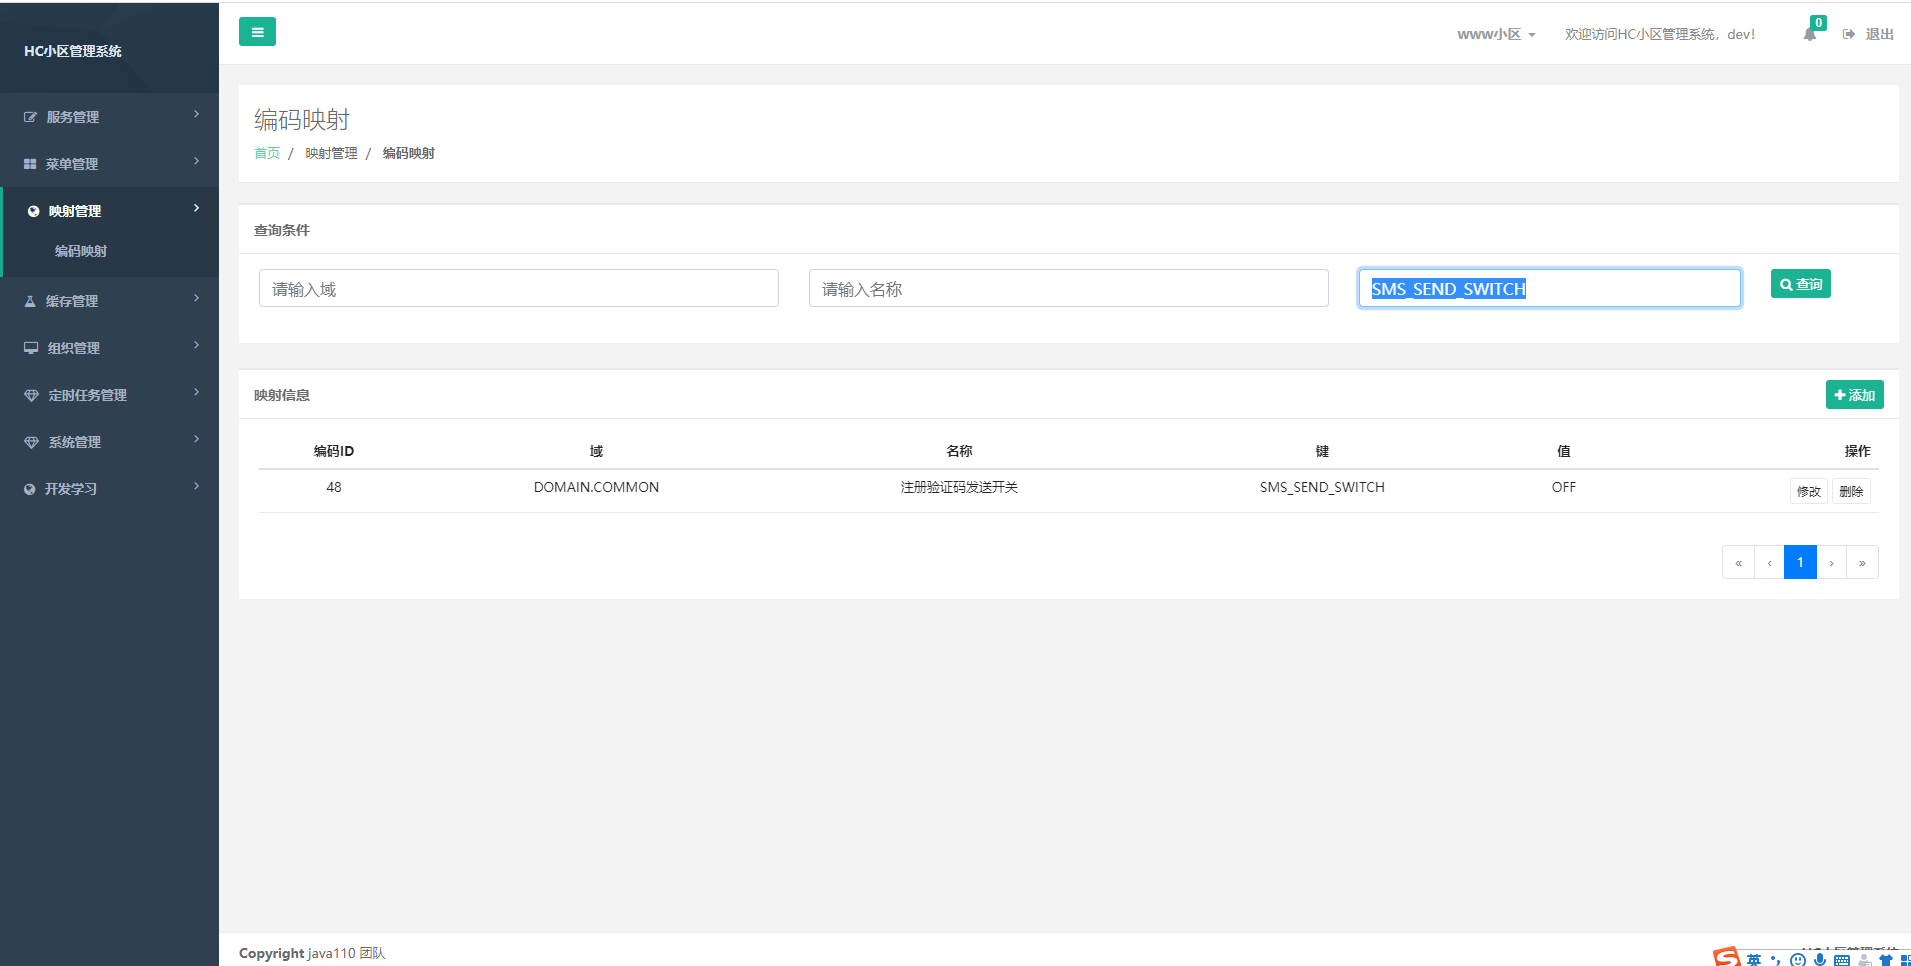 HC小区管理系统
服务管理
菜单管理
映射管理
编码映射
缓存管理
组织管理
定时任务管理
系统管理
开发学习
www小区 欢迎访问HC小区管理系统，dev! 0 退出
编码映射
首页 / 映射管理 / 编码映射
查询条件
请输入域 请输入名称 SMS_SEND_SWITCH 查询
映射信息 添加
编码ID 域 名称 键 值 操作
48 DOMAIN.COMMON 注册验证码发送开关 SMS_SEND_SWITCH OFF 修改 删除
« ‹ 1 › »
Copyright java110 团队
英